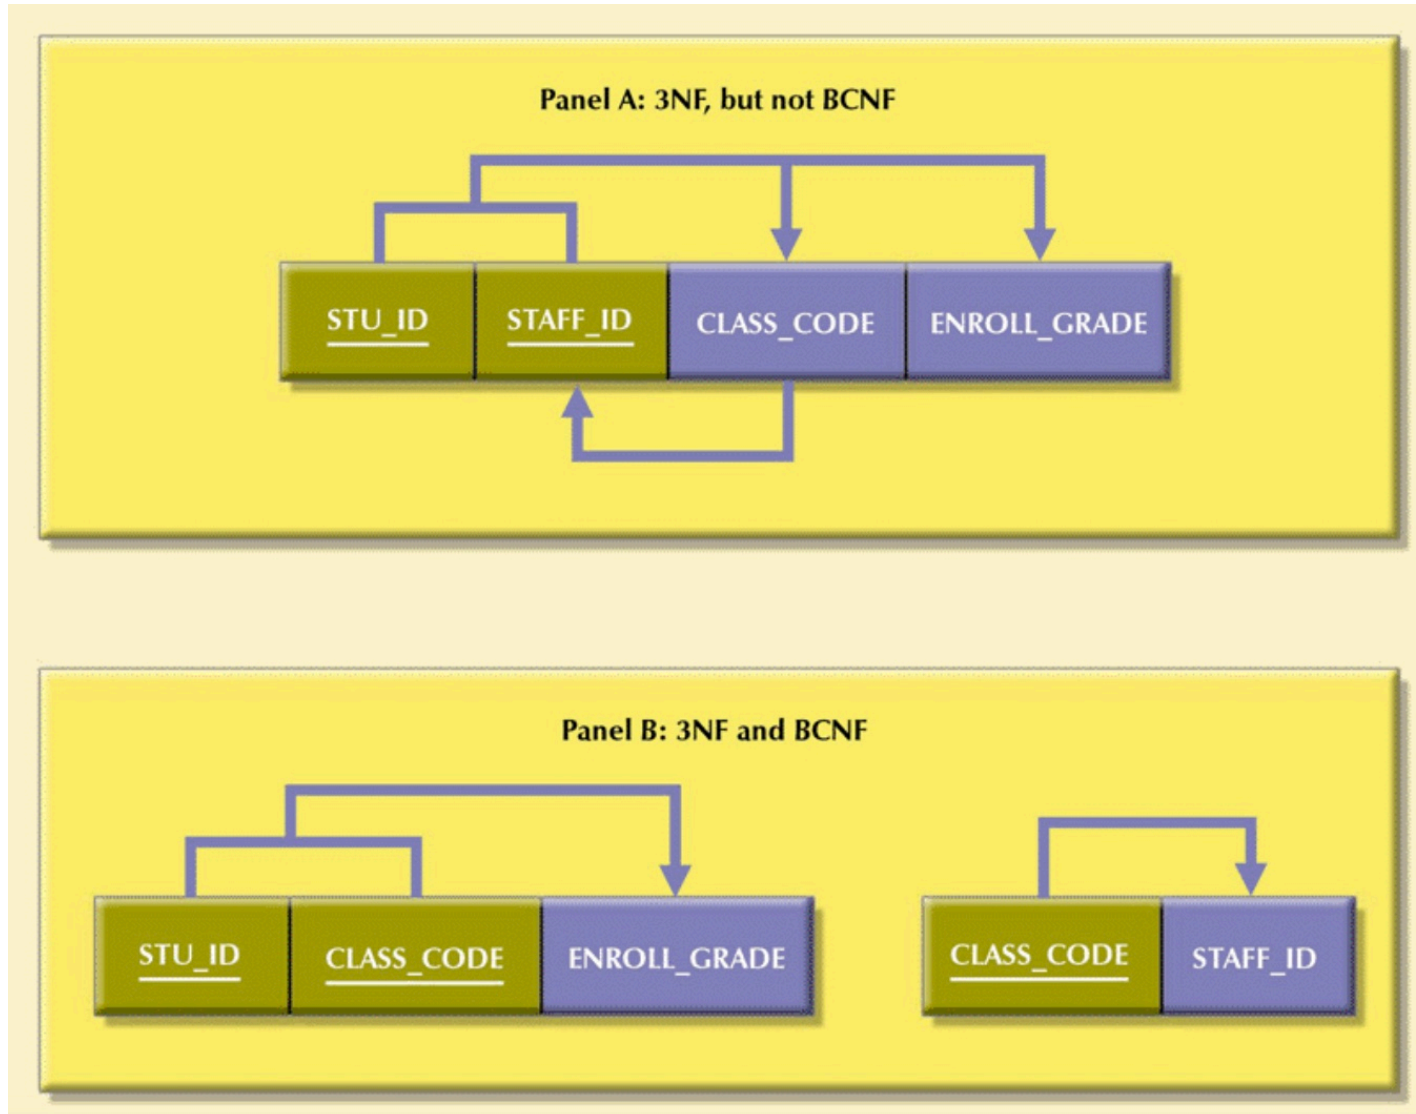 Panel A: 3NF, but not BCNF
STU_ID STAFF_ID CLASS_CODE ENROLL_GRADE
Panel B: 3NF and BCNF
STU_ID CLASS_CODE ENROLL_GRADE CLASS_CODE STAFF_ID